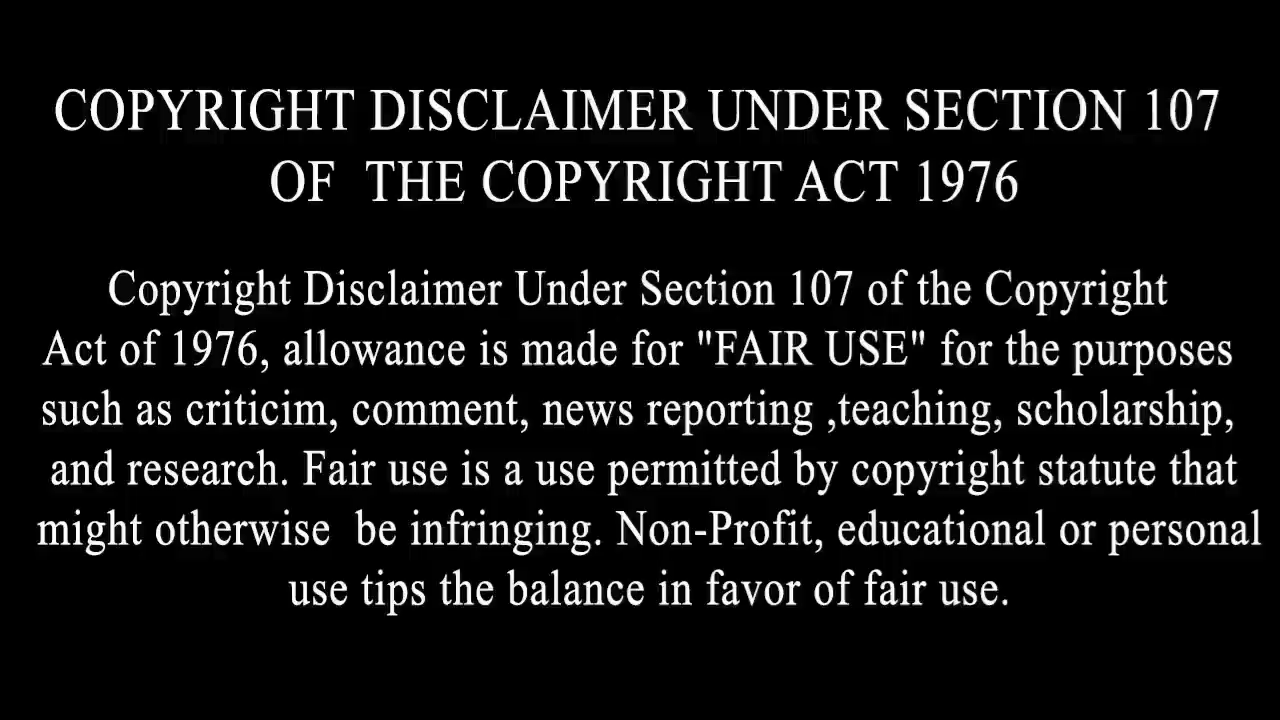 COPYRIGHT DISCLAIMER UNDER SECTION 107
OF THE COPYRIGHT ACT 1976
Copyright Disclaimer Under Section 107 of the Copyright
Act of 1976, allowance is made for "FAIR USE" for the purposes
such as criticim, comment, news reporting ,teaching, scholarship,
and research. Fair use is a use permitted by copyright statute that
might otherwise be infringing. Non-Profit, educational or personal
use tips the balance in favor of fair use.